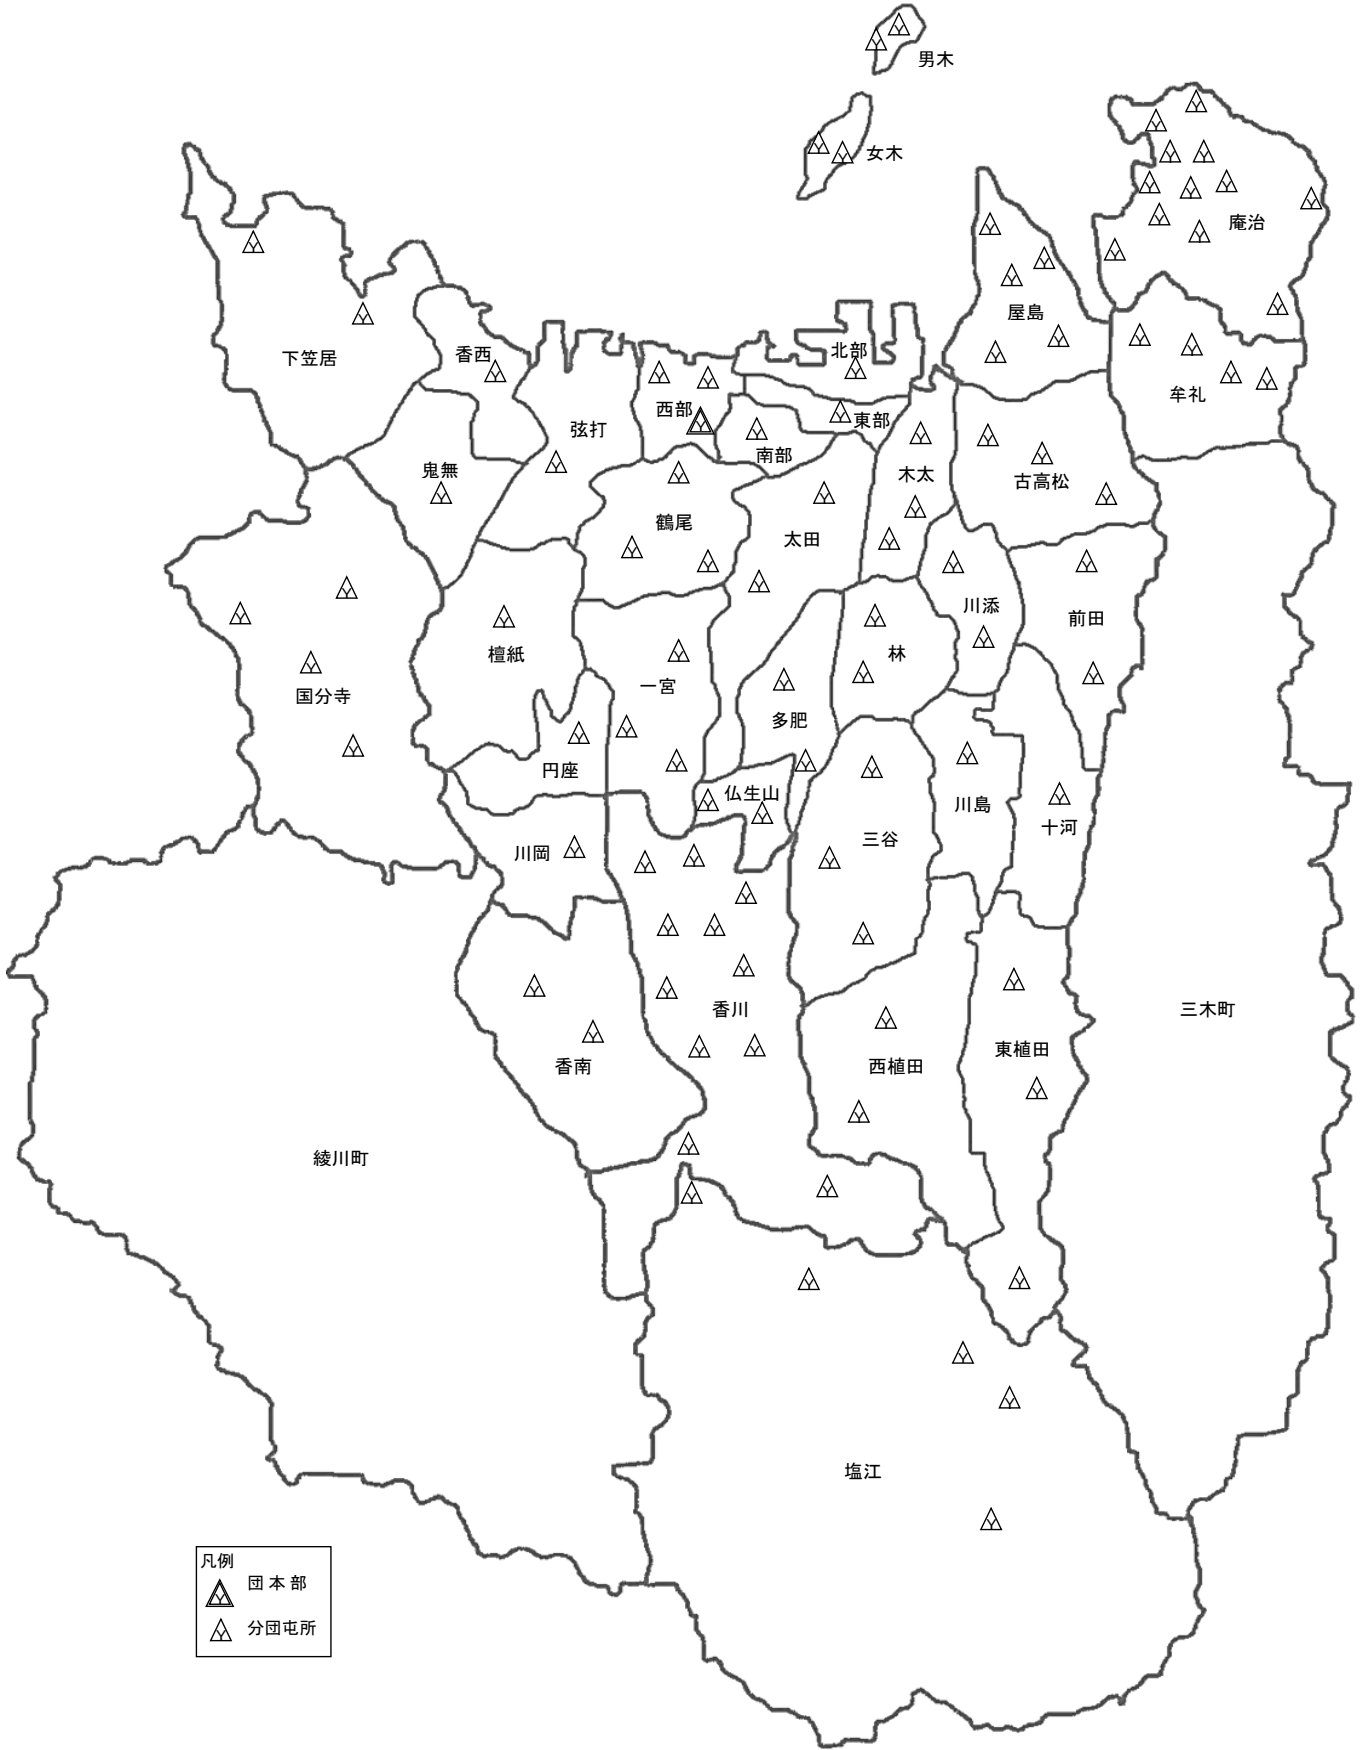 男木
女木
庵治
屋島
北部
下笠居
香西
牟礼
西部
東部
弦打
南部
鬼無
木太
古高松
鶴尾
太田
川添
前田
檀紙
林
一宮
国分寺
多肥
円座
仏生山
川島
十河
三谷
川岡
香川
三木町
東植田
香南
西植田
綾川町
塩江
凡例
団本部
分団屯所